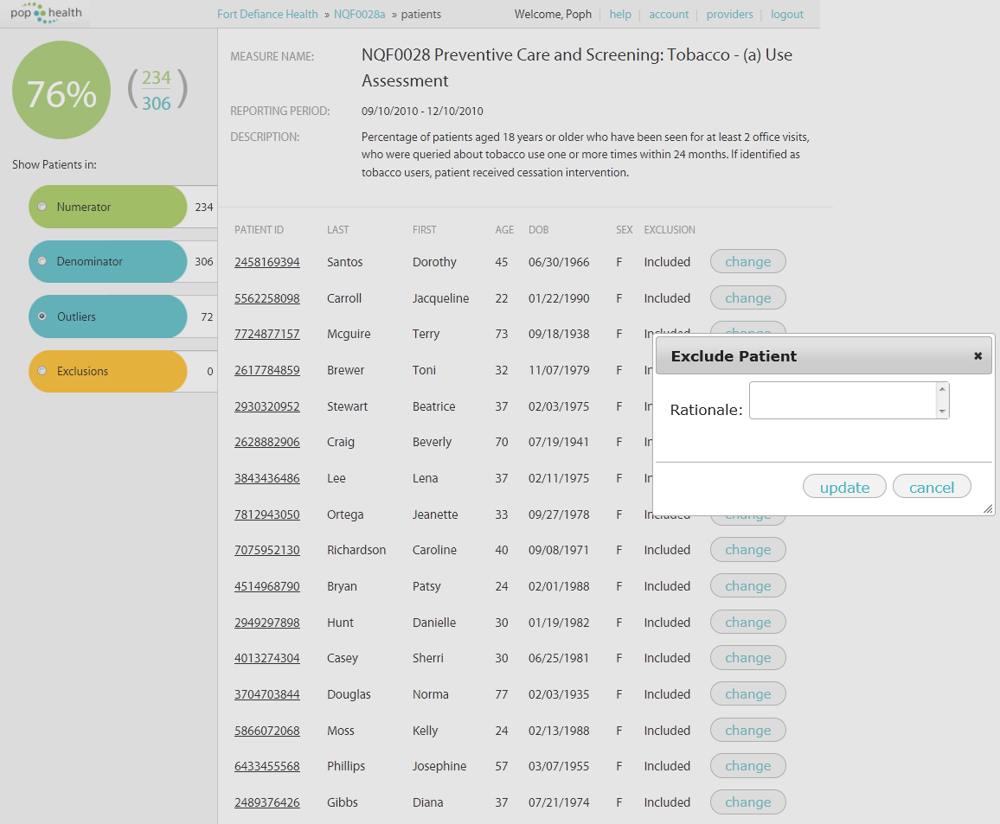 pop health
Fort Defiance Health » NQF0028a » patients
Welcome, Poph | help | account | providers | logout
76%
( 234
306 )
Show Patients in:
Numerator 234
Denominator 306
Outliers 72
Exclusions 0
MEASURE NAME: NQF0028 Preventive Care and Screening: Tobacco - (a) Use
Assessment
REPORTING PERIOD: 09/10/2010 - 12/10/2010
DESCRIPTION: Percentage of patients aged 18 years or older who have been seen for at least 2 office visits,
who were queried about tobacco use one or more times within 24 months. If identified as
tobacco users, patient received cessation intervention.
PATIENT ID LAST FIRST AGE DOB SEX EXCLUSION
2458169394 Santos Dorothy 45 06/30/1966 F Included change
5562258098 Carroll Jacqueline 22 01/22/1990 F Included change
7724877157 Mcguire Terry 73 09/18/1938 F Included change
2617784859 Brewer Toni 32 11/07/1979 F In
2930320952 Stewart Beatrice 37 02/03/1975 F In
2628882906 Craig Beverly 70 07/19/1941 F In
3843436486 Lee Lena 37 02/11/1975 F In
7812943050 Ortega Jeanette 33 09/27/1978 F Included change
7075952130 Richardson Caroline 40 09/08/1971 F Included change
4514968790 Bryan Patsy 24 02/01/1988 F Included change
2949297898 Hunt Danielle 30 01/19/1982 F Included change
4013274304 Casey Sherri 30 06/25/1981 F Included change
3704703844 Douglas Norma 77 02/03/1935 F Included change
5866072068 Moss Kelly 24 02/13/1988 F Included change
6433455568 Phillips Josephine 57 03/07/1955 F Included change
2489376426 Gibbs Diana 37 07/21/1974 F Included change
Exclude Patient
Rationale:
update cancel